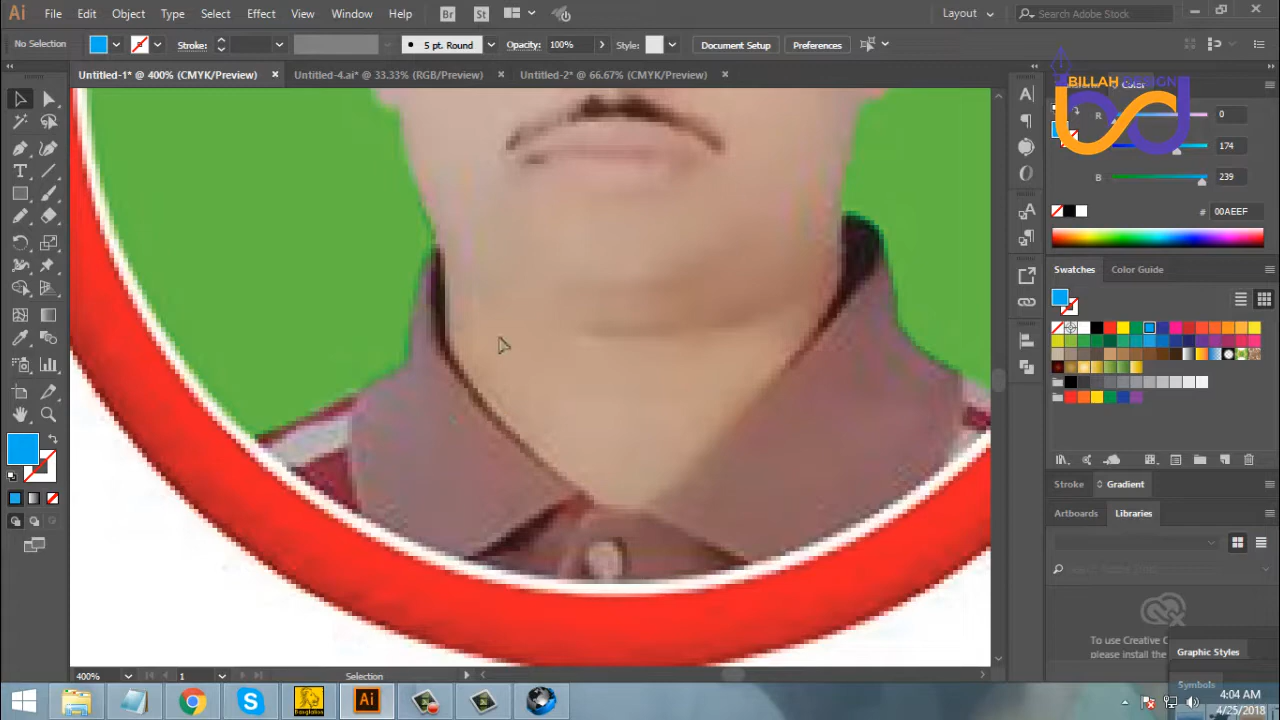 Ai File Edit Object Type Select Effect View Window Help Br St Layout Search Adobe Stock
No Selection Stroke: 5 pt. Round Opacity: 100% Style: Document Setup Preferences
Untitled-1* @ 400% (CMYK/Preview) × Untitled-4.ai* @ 33.33% (RGB/Preview) × Untitled-2* @ 66.67% (CMYK/Preview) ×
BILLAH DESIGN
Color
R 0
174
B 239
# 00AEEF
Swatches Color Guide
Stroke Gradient
Artboards Libraries
To use Creative C
please install the
Graphic Styles
Symbols
400% 1 Selection
Ai
4:04 AM
4/25/2018